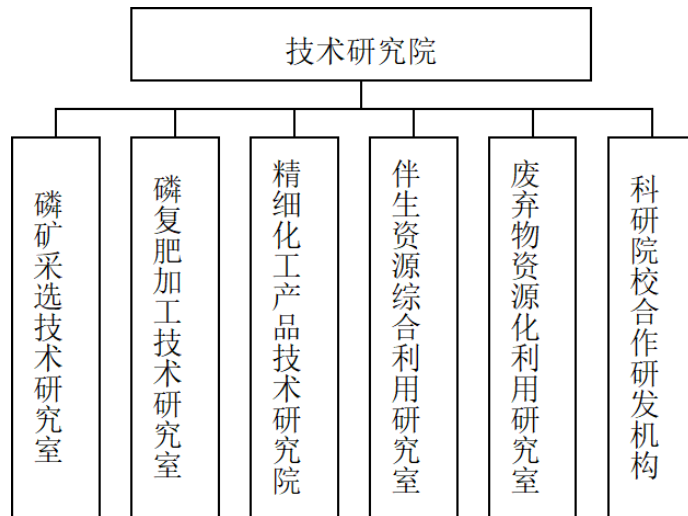 技术研究院
磷矿采选技术研究室
磷复肥加工技术研究室
精细化工产品技术研究院
伴生资源综合利用研究室
废弃物资源化利用研究室
科研院校合作研发机构